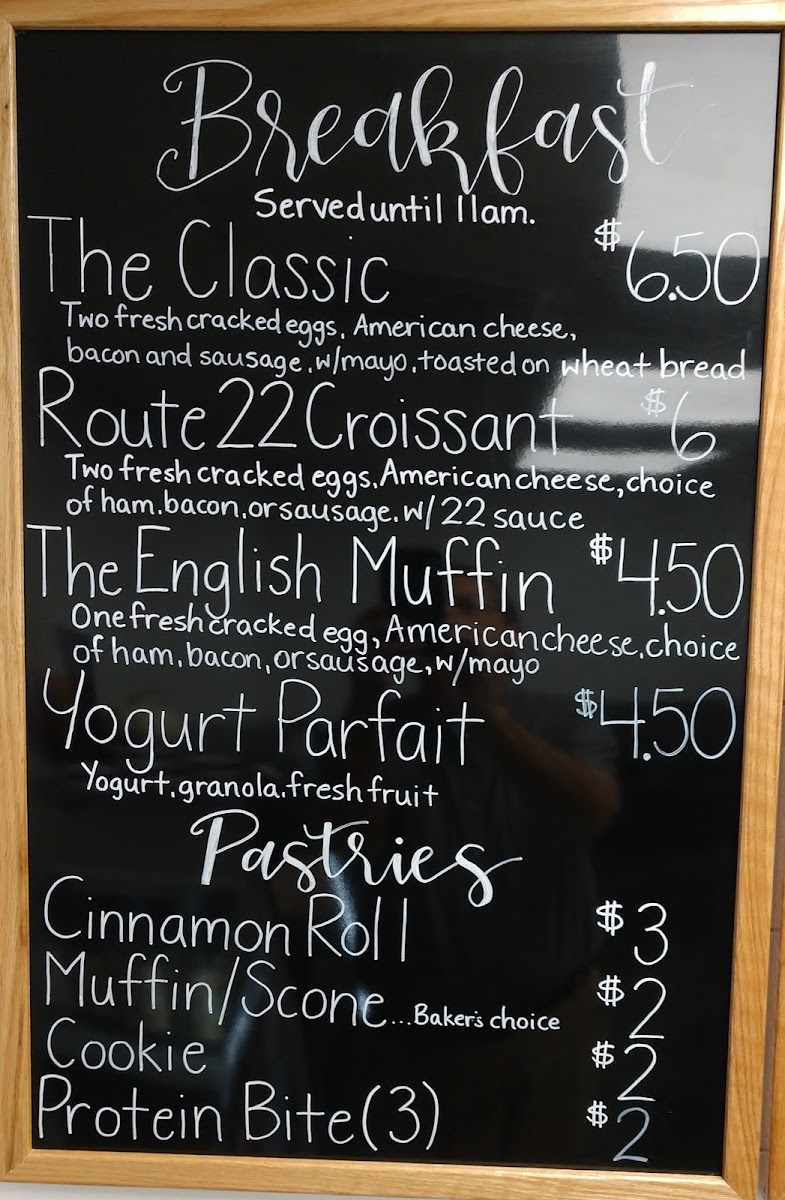 Breakfast
Served until 11am.
The Classic $6.50
Two fresh cracked eggs, American cheese,
bacon and sausage, w/mayo, toasted on wheat bread
Route 22 Croissant $6
Two fresh cracked eggs, American cheese, choice
of ham, bacon, or sausage, w/ 22 sauce
The English Muffin $4.50
One fresh cracked egg, American cheese, choice
of ham, bacon, or sausage, w/mayo
Yogurt Parfait $4.50
Yogurt, granola, fresh fruit
Pastries
Cinnamon Roll $3
Muffin/Scone...Baker's choice $2
Cookie $2
Protein Bite (3) $2